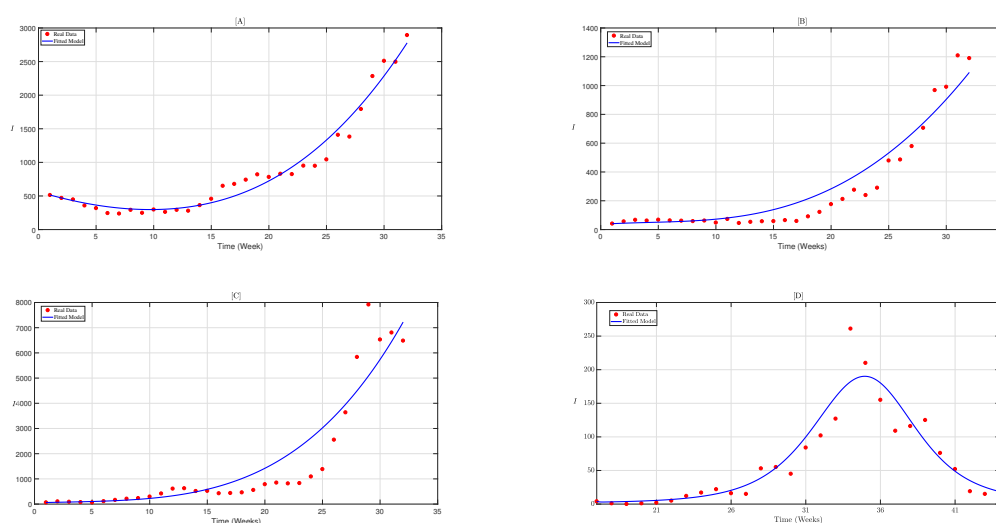 [A]
3000
2500
2000
1500
1000
500
0
I
Real Data
Fitted Model
0 5 10 15 20 25 30 35
Time (Week)
[B]
1400
1200
1000
800
600
400
200
0
I
Real Data
Fitted Model
0 5 10 15 20 25 30
Time (Weeks)
[C]
8000
7000
6000
5000
4000
3000
2000
1000
0
I
Real Data
Fitted Model
0 5 10 15 20 25 30 35
Time (Weeks)
[D]
300
250
200
150
100
50
0
I
Real Data
Fitted Model
21 26 31 36 41
Time (Weeks)